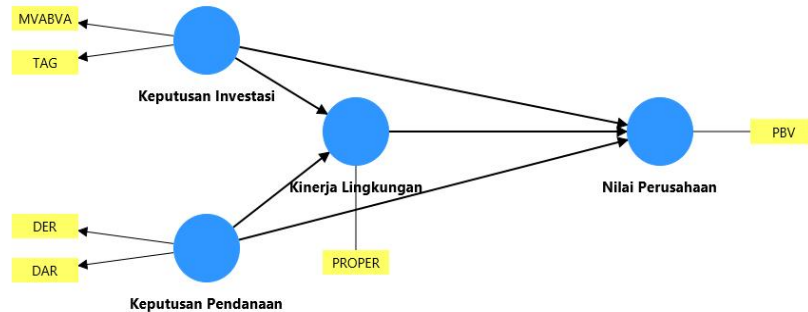 MVABVA
TAG
Keputusan Investasi
Kinerja Lingkungan
Nilai Perusahaan
PBV
DER
DAR
PROPER
Keputusan Pendanaan